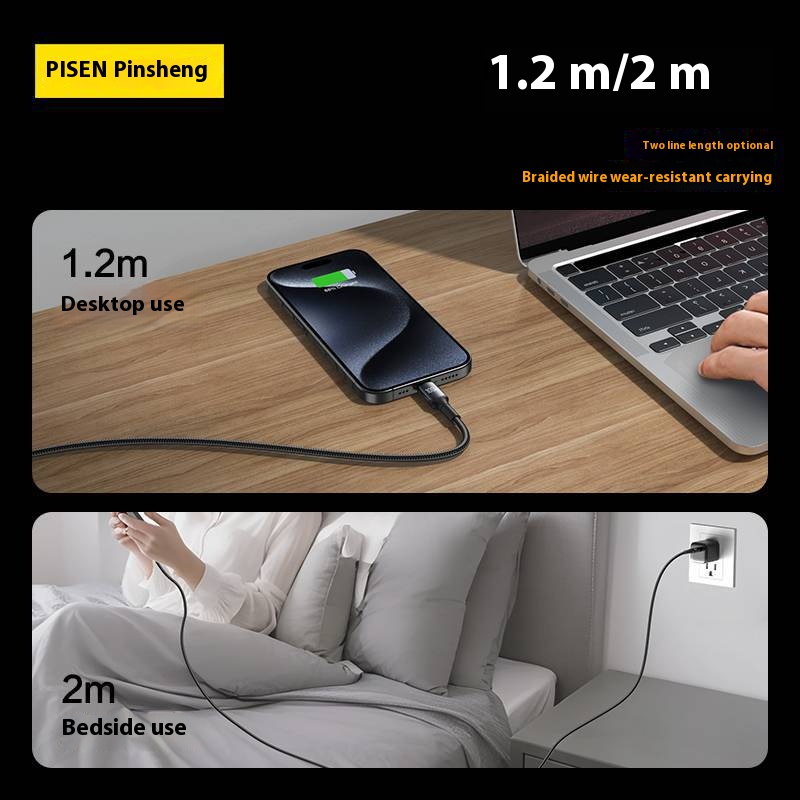 PISEN Pinsheng
1.2 m/2 m
Two line length optional
Braided wire wear-resistant carrying
1.2m
Desktop use
2m
Bedside use